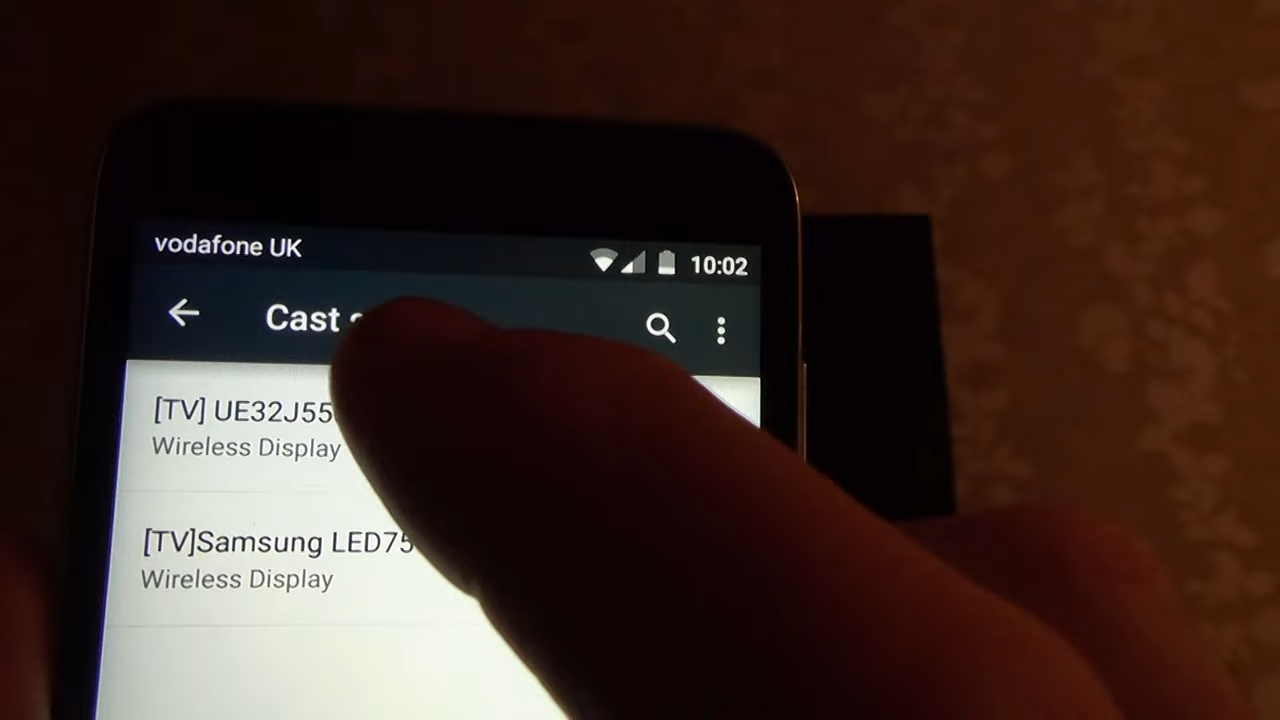 vodafone UK
10:02
Cast
[TV] UE32J55
Wireless Display
[TV]Samsung LED75
Wireless Display